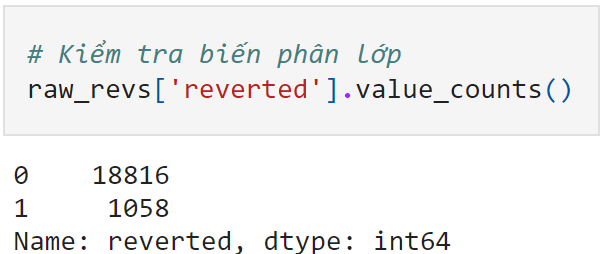 # Kiểm tra biến phân lớp
raw_revs['reverted'].value_counts()
0    18816
1     1058
Name: reverted, dtype: int64